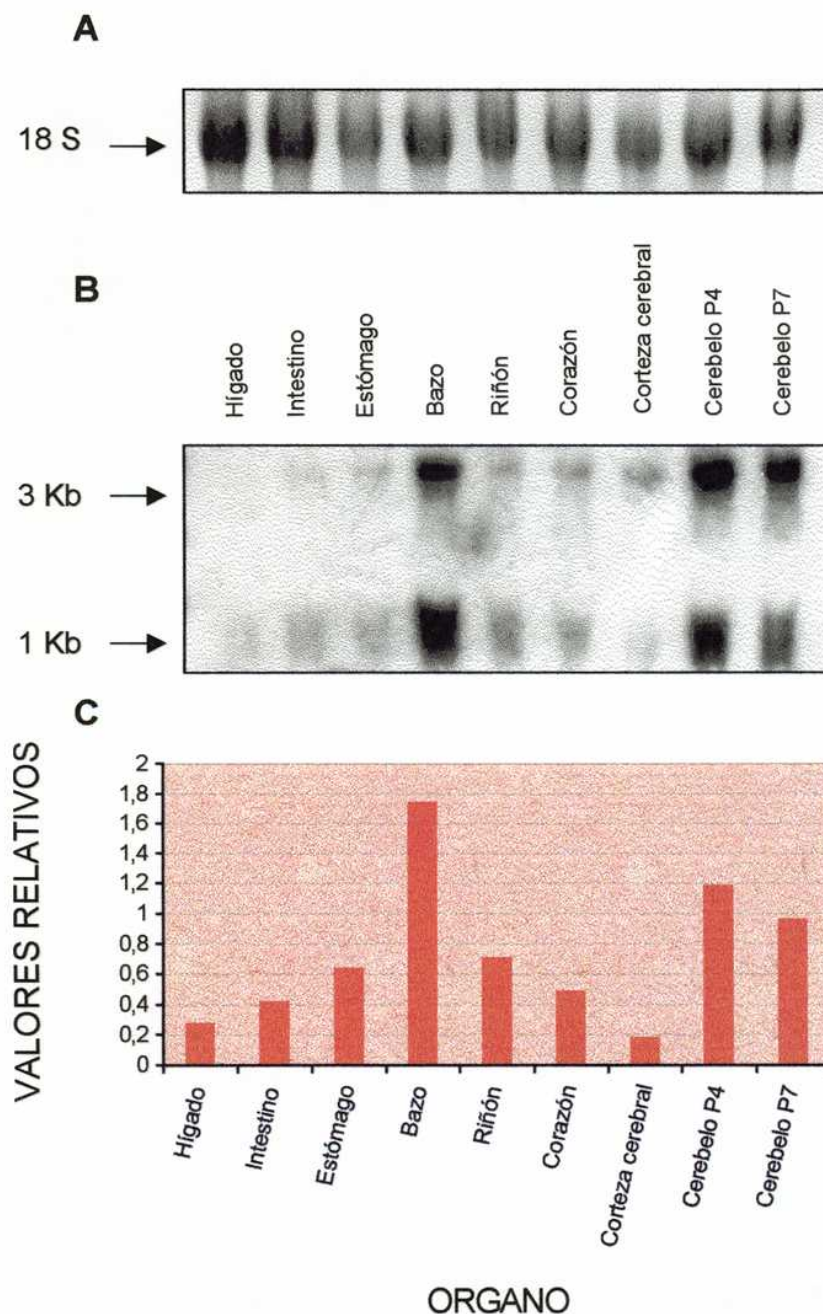 A
18 S
B
Hígado
Intestino
Estómago
Bazo
Riñón
Corazón
Corteza cerebral
Cerebelo P4
Cerebelo P7
3 Kb
1 Kb
C
VALORES RELATIVOS
2
1,8
1,6
1,4
1,2
1
0,8
0,6
0,4
0,2
0
Hígado
Intestino
Estómago
Bazo
Riñón
Corazón
Corteza cerebral
Cerebelo P4
Cerebelo P7
ORGANO